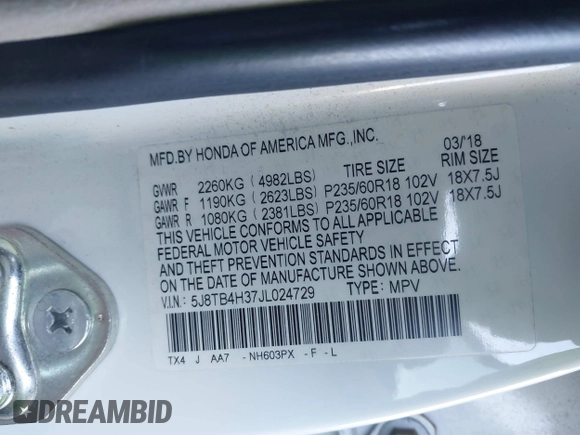 MFD.BY HONDA OF AMERICA MFG.,INC. 03/'18
TIRE SIZE RIM SIZE
GVWR 2260KG (4982LBS)
GAWR F 1190KG (2623LBS) P235/60R18 102V 18X7.5J
GAWR R 1080KG (2381LBS) P235/60R18 102V 18X7.5J
THIS VEHICLE CONFORMS TO ALL APPLICABLE
FEDERAL MOTOR VEHICLE SAFETY
AND THEFT PREVENTION STANDARDS IN EFFECT
ON THE DATE OF MANUFACTURE SHOWN ABOVE.
V.I.N: 5J8TB4H37JL024729 TYPE: MPV
TX4 J AA7 -NH603PX -F -L
DREAMBID